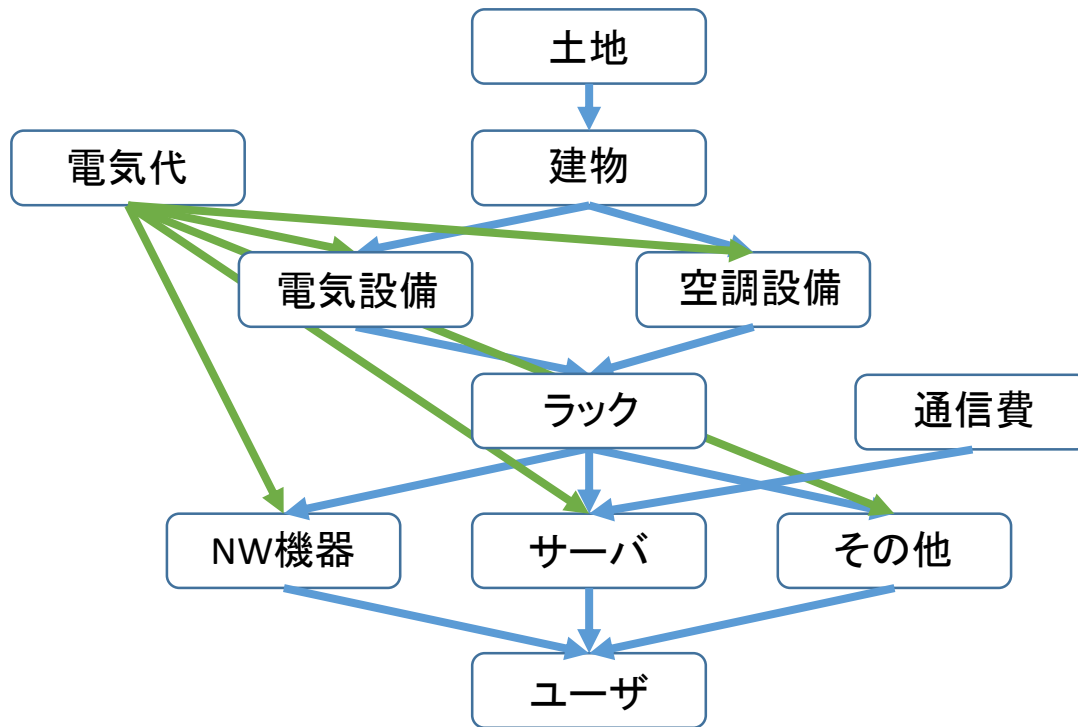 土地
電気代
建物
電気設備
空調設備
ラック
通信費
NW機器
サーバ
その他
ユーザ